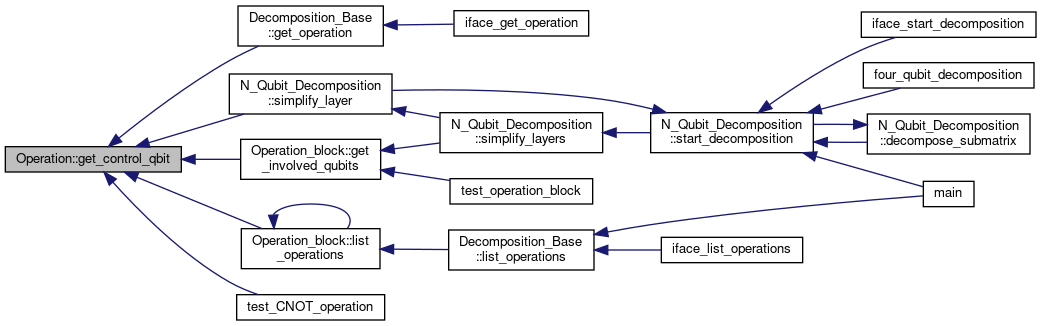 Operation::get_control_qbit
Decomposition_Base
::get_operation
iface_get_operation
N_Qubit_Decomposition
::simplify_layer
Operation_block::get
_involved_qubits
N_Qubit_Decomposition
::simplify_layers
test_operation_block
N_Qubit_Decomposition
::start_decomposition
iface_start_decomposition
four_qubit_decomposition
N_Qubit_Decomposition
::decompose_submatrix
main
Operation_block::list
_operations
Decomposition_Base
::list_operations
iface_list_operations
test_CNOT_operation